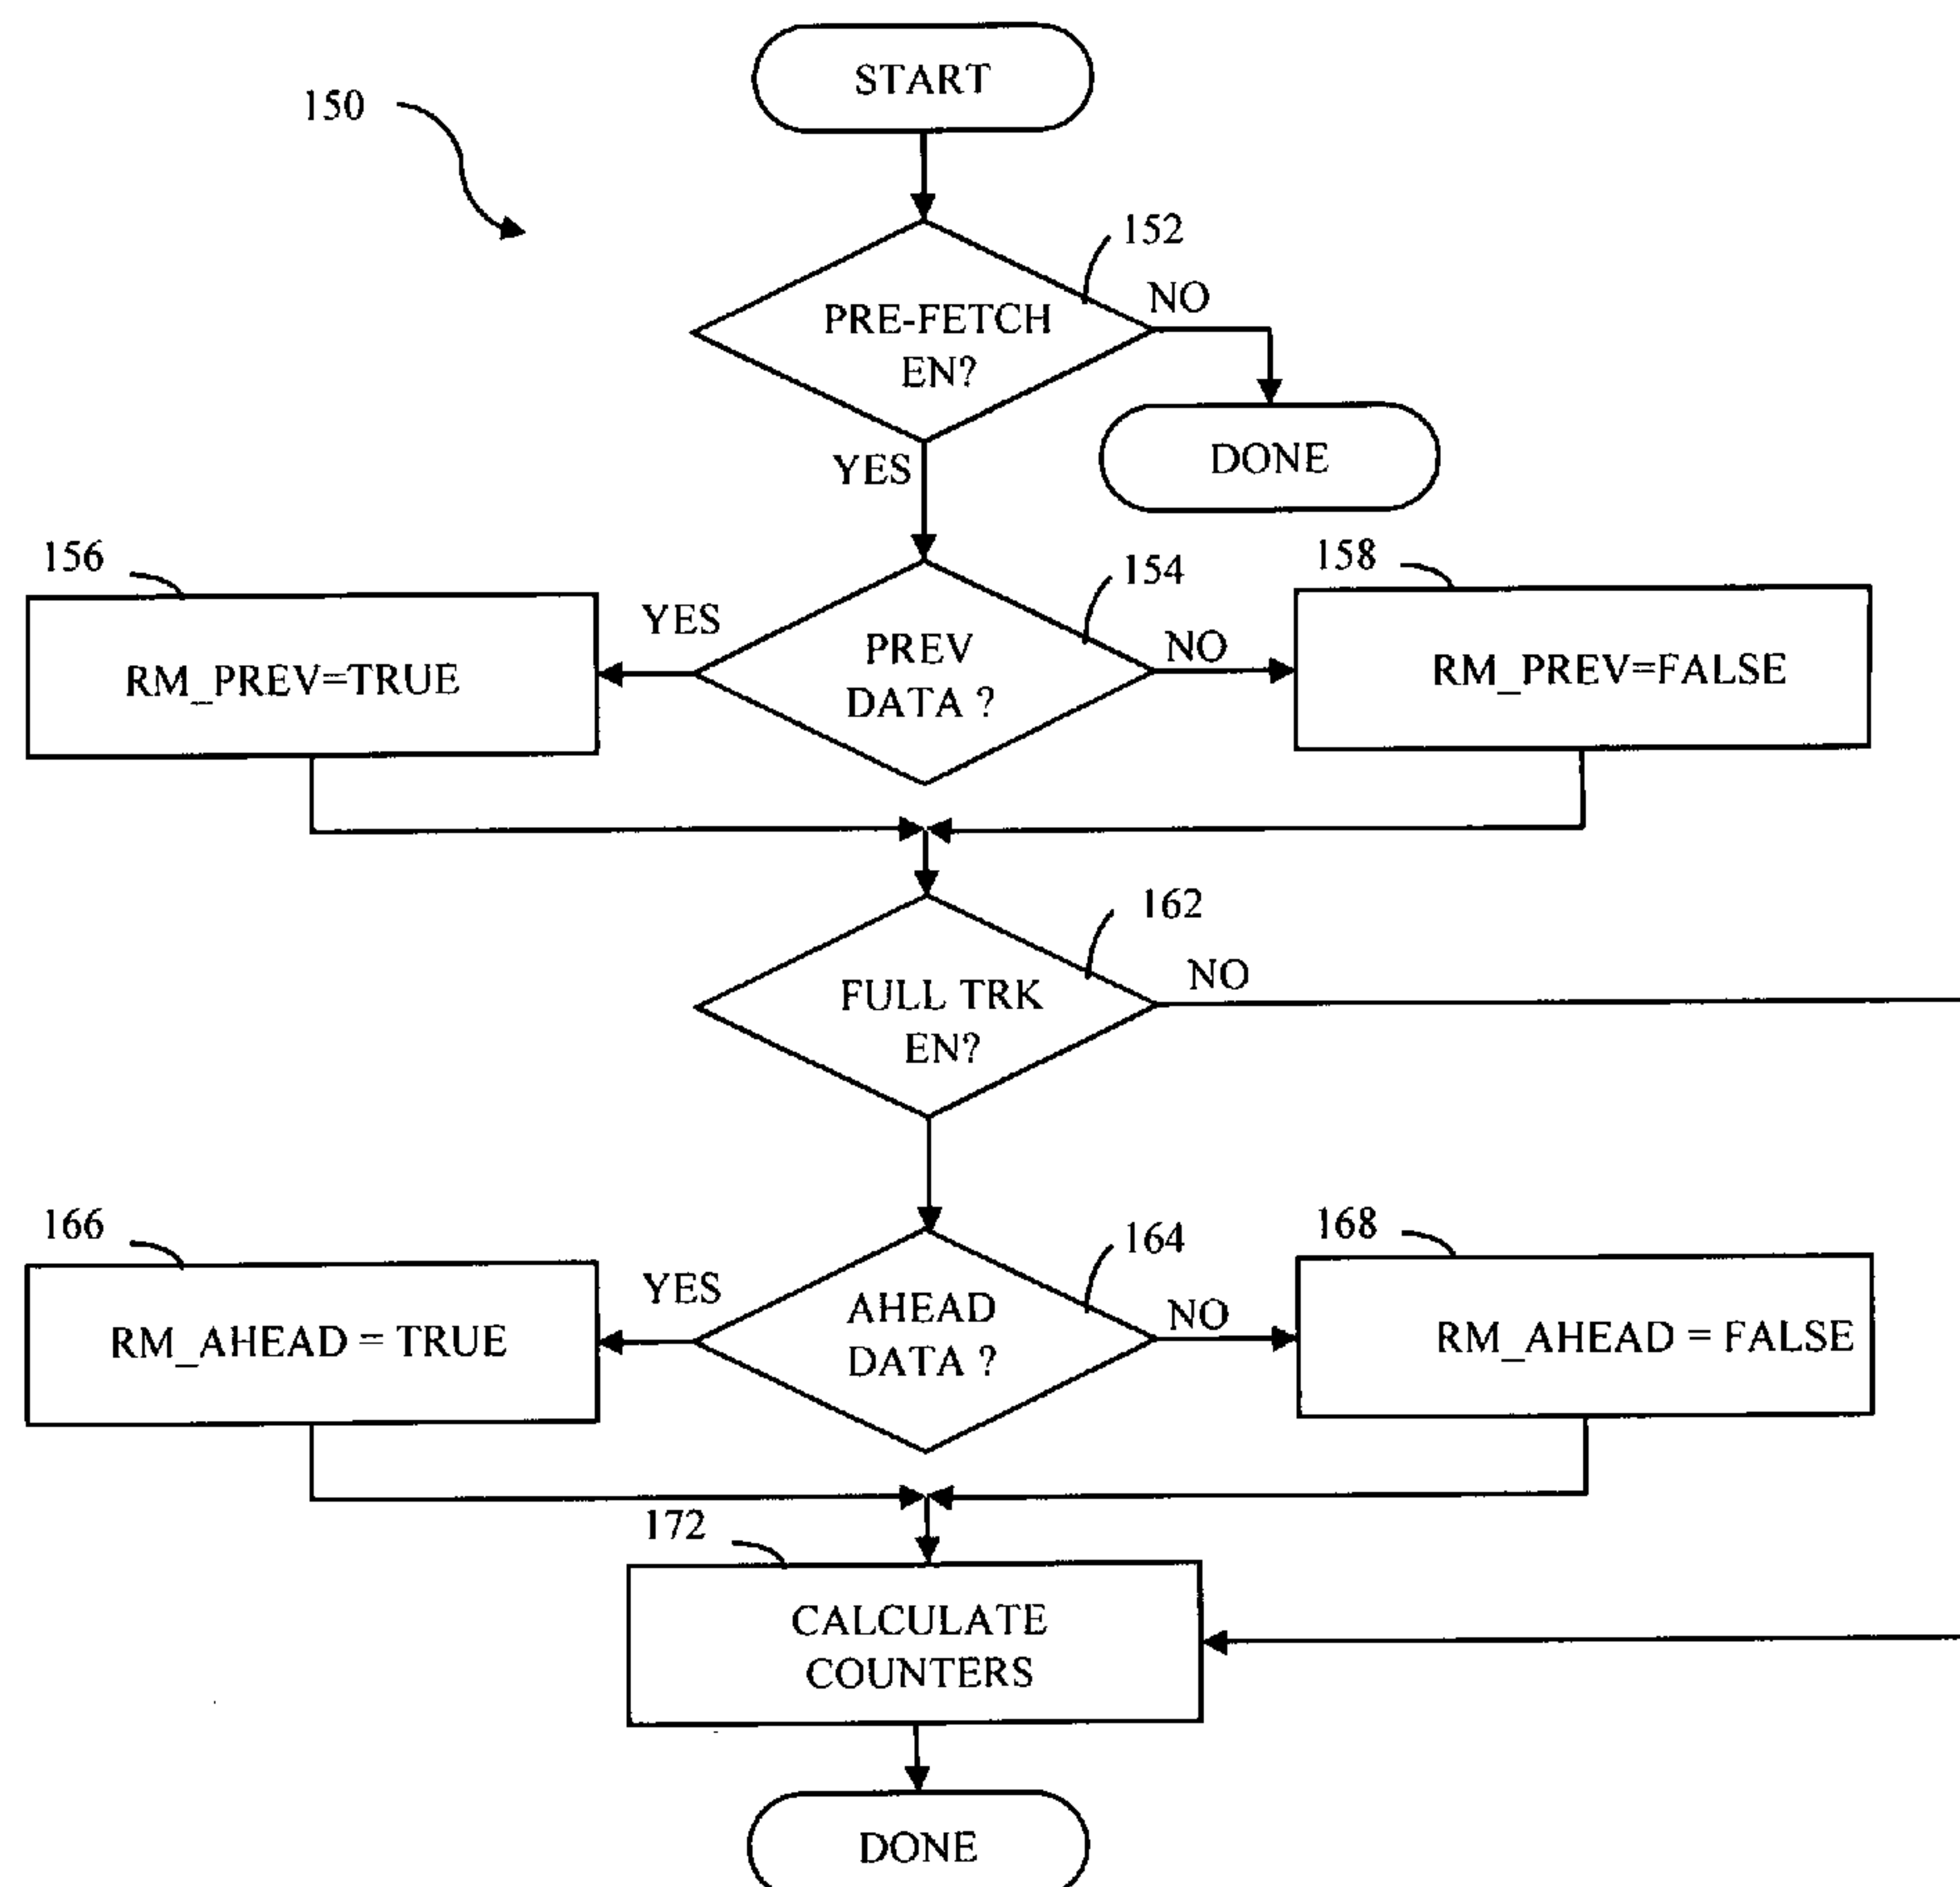 START
150
152
PRE-FETCH
EN?
NO
YES
DONE
156
154
158
YES
PREV
DATA ?
NO
RM_PREV=TRUE
RM_PREV=FALSE
162
FULL TRK
EN?
NO
166
164
168
YES
AHEAD
DATA ?
NO
RM_AHEAD = TRUE
RM_AHEAD = FALSE
172
CALCULATE
COUNTERS
DONE